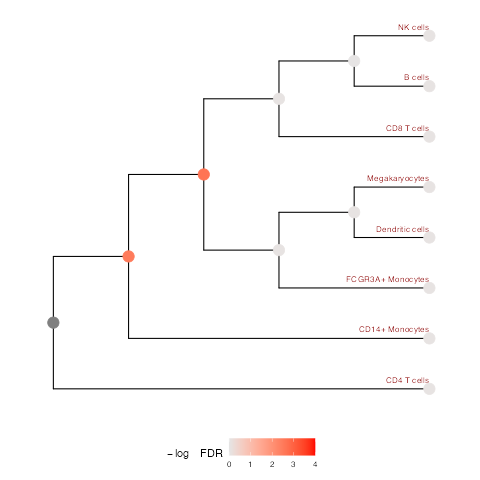 NK cells
B cells
CD8 T cells
Megakaryocytes
Dendritic cells
FCGR3A+ Monocytes
CD14+ Monocytes
CD4 T cells
−log FDR
0 1 2 3 4